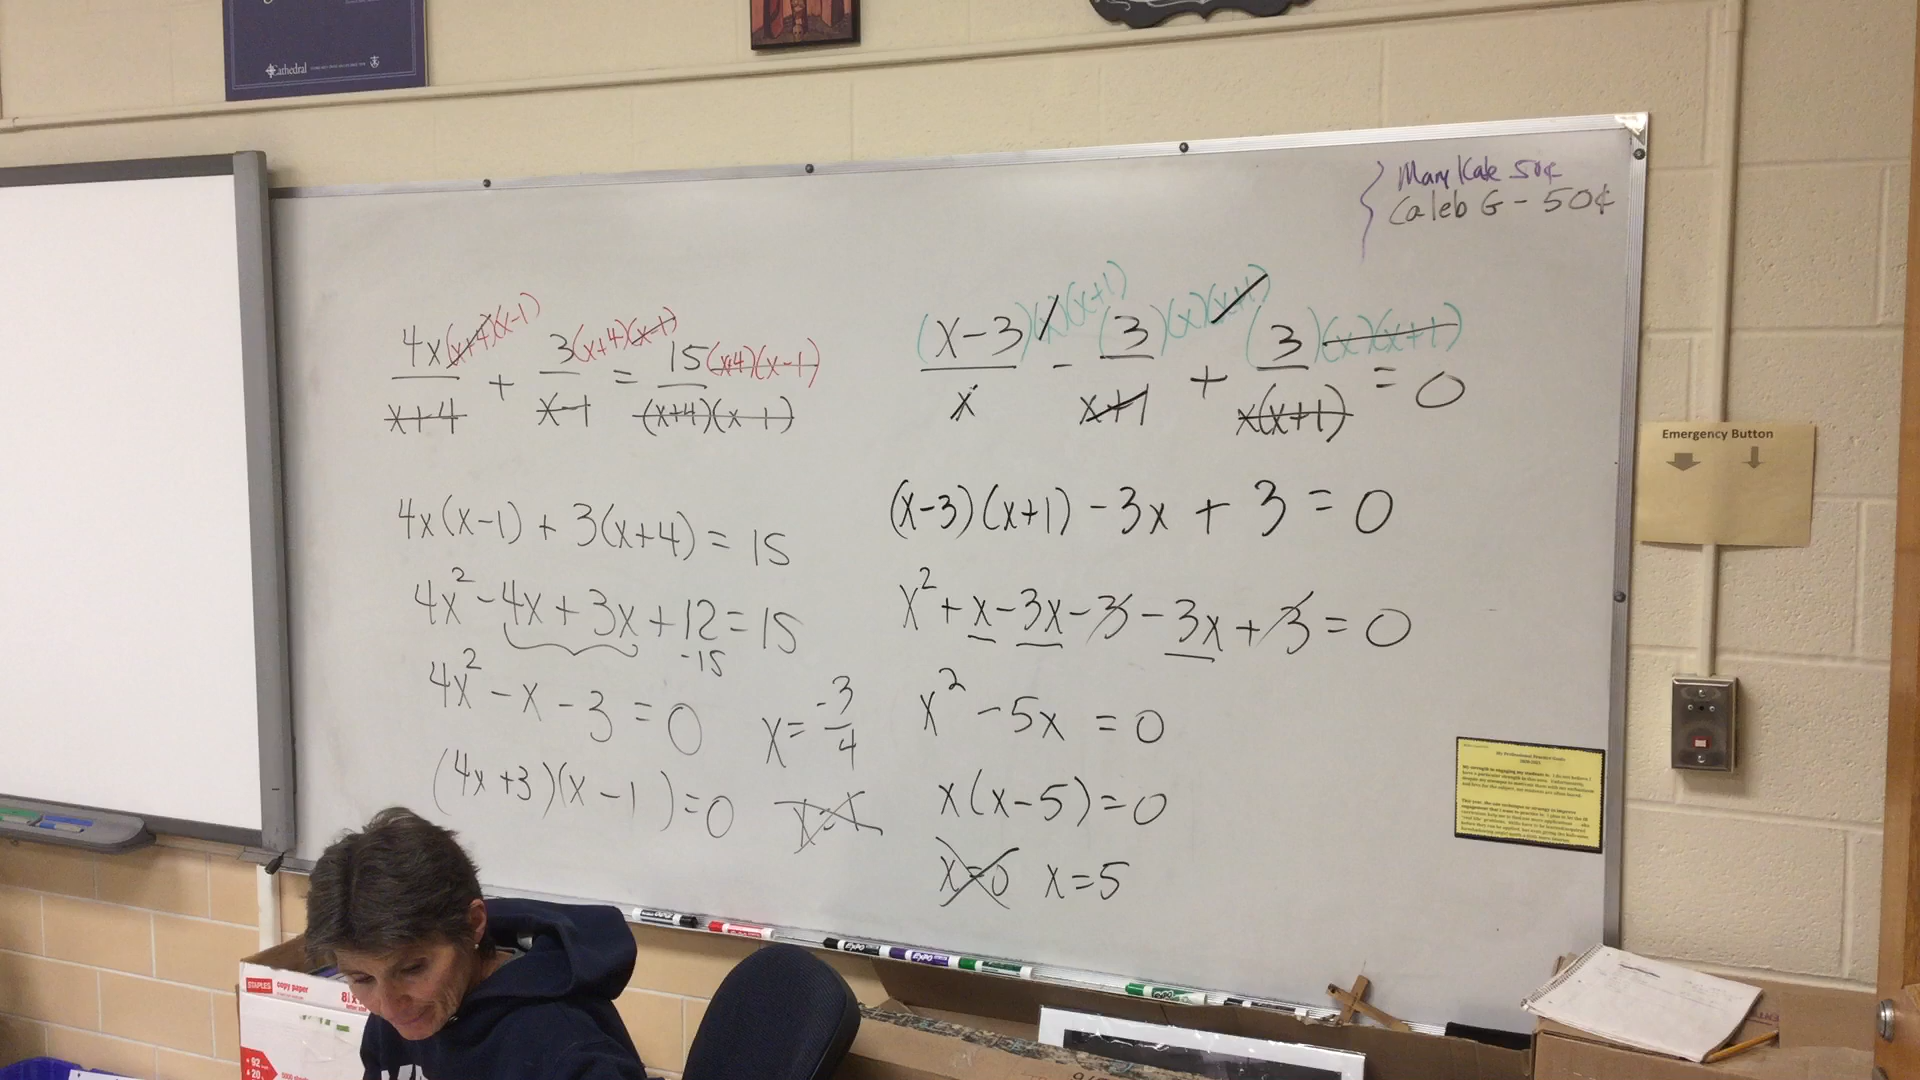 Cathedral
Mary Kate 50¢
Caleb G - 50¢
4x(x+4)(x-1) + 3(x+4)(x-1) = 15(x+4)(x-1)
x+4 x-1 (x+4)(x-1)
4x(x-1) + 3(x+4) = 15
4x² - 4x + 3x + 12 = 15
-15
4x² - x - 3 = 0
x = -3/4
(4x+3)(x-1) = 0
x=1
(x-3)(x)(x+1) - (3)(x)(x+1) + (3)(x)(x+1) = 0
x x+1 x(x+1)
(x-3)(x+1) - 3x + 3 = 0
x² + x - 3x - 3 - 3x + 3 = 0
x² - 5x = 0
x(x-5) = 0
x=0 x=5
Emergency Button
STAPLES copy paper
92
20